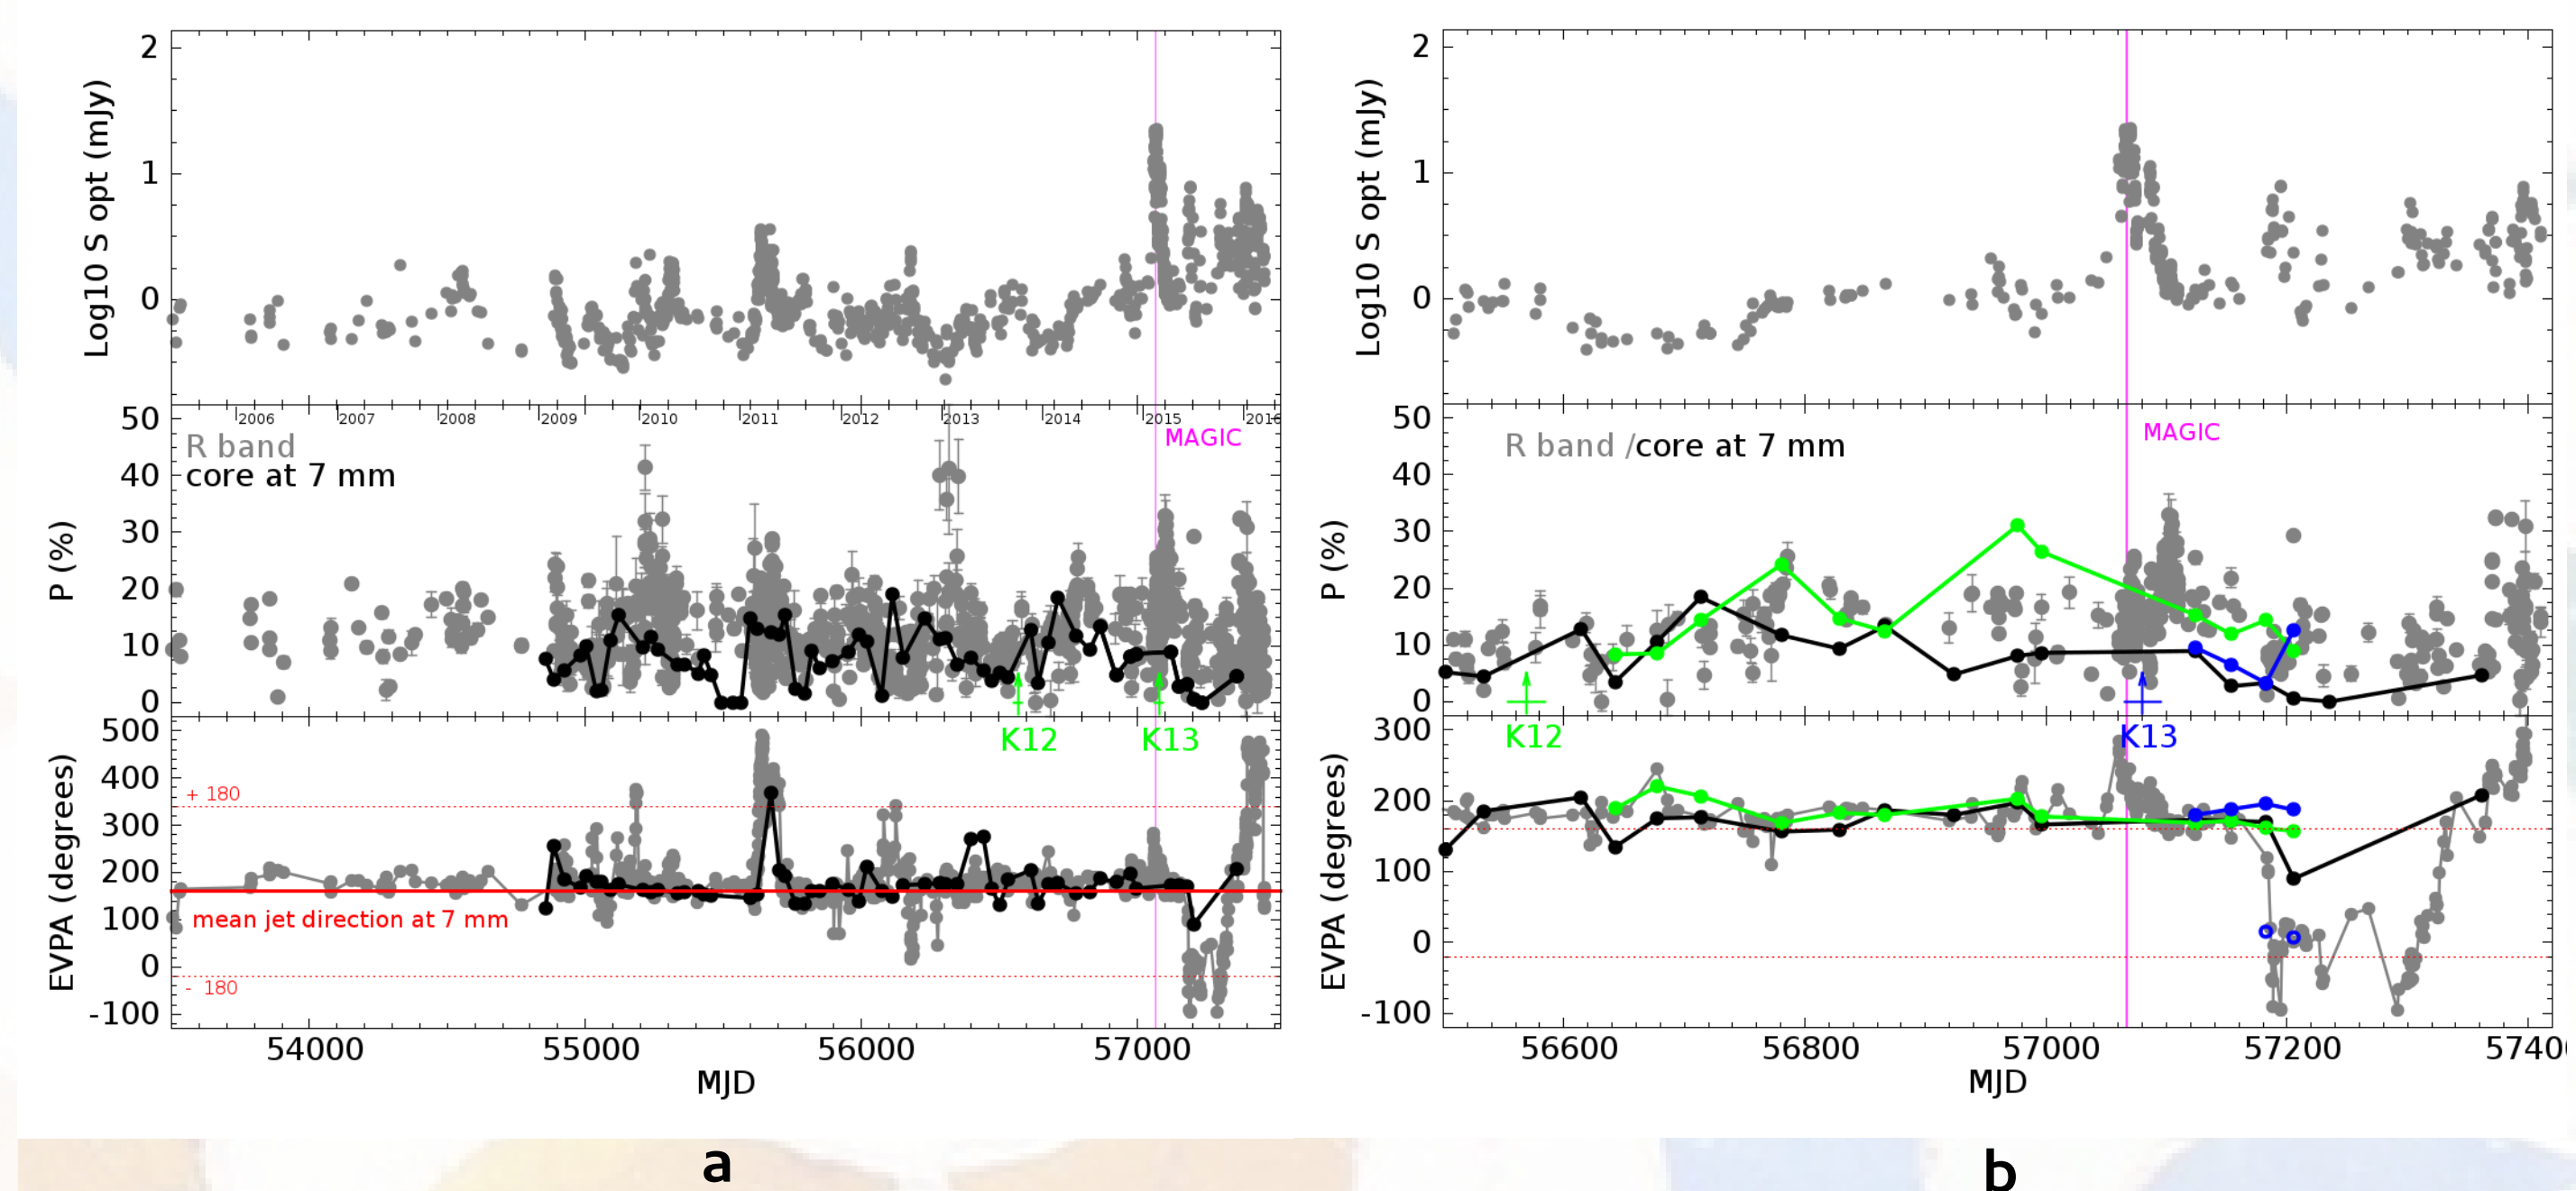 Log10 S opt (mJy)
2
1
0
2006 2007 2008 2009 2010 2011 2012 2013 2014 2015 2016
P (%)
50
40
30
20
10
0
R band
core at 7 mm
MAGIC
K12 K13
EVPA (degrees)
500
400
300
200
100
0
-100
+ 180
mean jet direction at 7 mm
- 180
54000 55000 56000 57000
MJD
a
Log10 S opt (mJy)
2
1
0
P (%)
50
40
30
20
10
0
R band /core at 7 mm
MAGIC
K12 K13
EVPA (degrees)
300
200
100
0
-100
56600 56800 57000 57200 5740
MJD
b